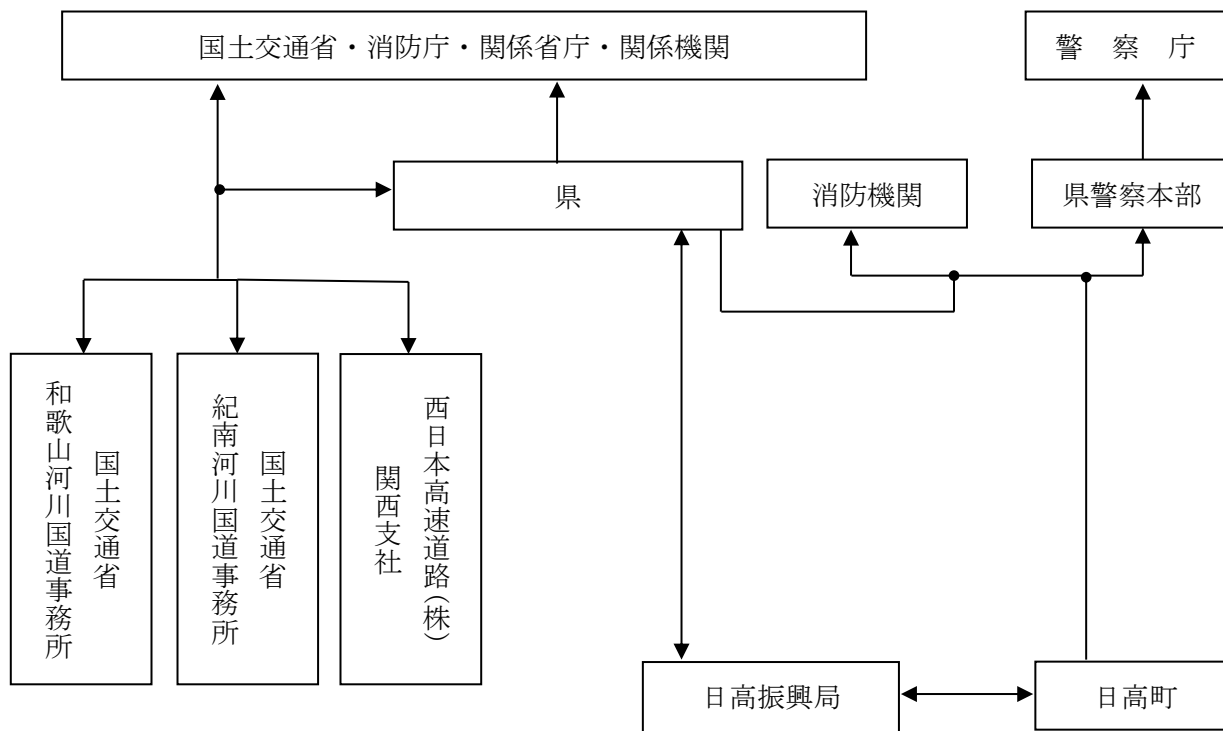 国土交通省・消防庁・関係省庁・関係機関
警　察　庁
県
消防機関
県警察本部
国土交通省
和歌山河川国道事務所
国土交通省
紀南河川国道事務所
西日本高速道路(株)
関西支社
日高振興局
日高町